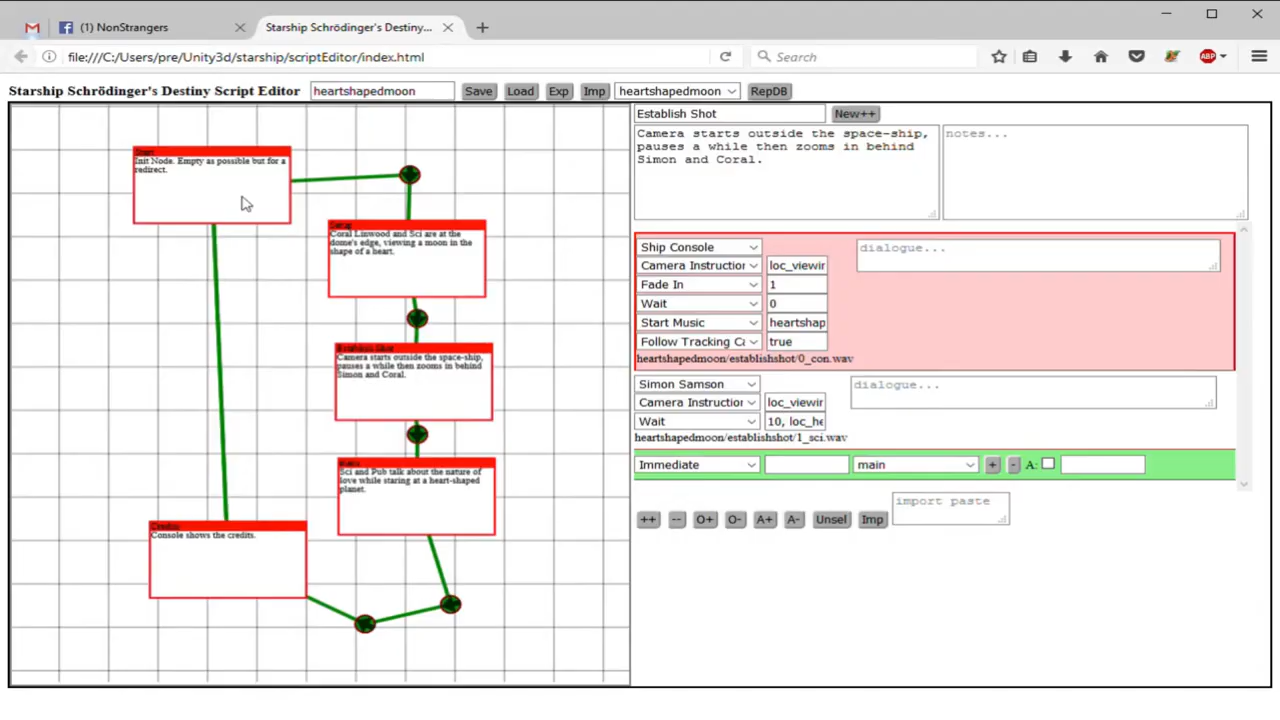 (1) NonStrangers
Starship Schrödinger's Destiny...
file:///C:/Users/pre/Unity3d/starship/scriptEditor/index.html
Search
ABP
Starship Schrödinger's Destiny Script Editor
heartshapedmoon
Save
Load
Exp
Imp
heartshapedmoon
RepDB
Start
Init Node. Empty as possible but for a
redirect.
Setup
Coral Linwood and Sci are at the
dome's edge, viewing a moon in the
shape of a heart.
Establish Shot
Camera starts outside the space-ship,
pauses a while then zooms in behind
Simon and Coral.
Main
Sci and Pub talk about the nature of
love while staring at a heart-shaped
planet.
Credits
Console shows the credits.
Establish Shot
New++
Camera starts outside the space-ship,
pauses a while then zooms in behind
Simon and Coral.
notes...
Ship Console
dialogue...
Camera Instruction
loc_viewir
Fade In
1
Wait
0
Start Music
heartshap
Follow Tracking Ca
true
heartshapedmoon/establishshot/0_con.wav
Simon Samson
dialogue...
Camera Instruction
loc_viewir
Wait
10, loc_he
heartshapedmoon/establishshot/1_sci.wav
Immediate
main
+
-
A:
import paste
++
--
O+
O-
A+
A-
Unsel
Imp